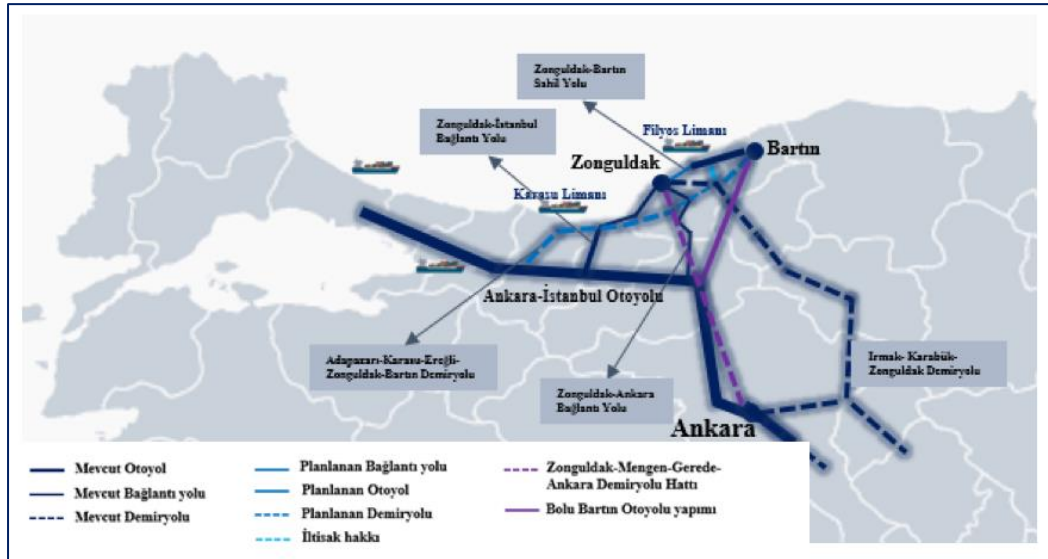 Zonguldak-Bartın
Sahil Yolu
Zonguldak-İstanbul
Bağlantı Yolu
Filyos Limanı
Bartın
Zonguldak
Karasu Limanı
Ankara-İstanbul Otoyolu
Adapazarı-Karasu-Ereğli-
Zonguldak-Bartın Demiryolu
Zonguldak-Ankara
Bağlantı Yolu
Irmak- Karabük-
Zonguldak Demiryolu
Ankara
Mevcut Otoyol
Mevcut Bağlantı yolu
Mevcut Demiryolu
Planlanan Bağlantı yolu
Planlanan Otoyol
Planlanan Demiryolu
İltisak hakkı
Zonguldak-Mengen-Gerede-
Ankara Demiryolu Hattı
Bolu Bartın Otoyolu yapımı